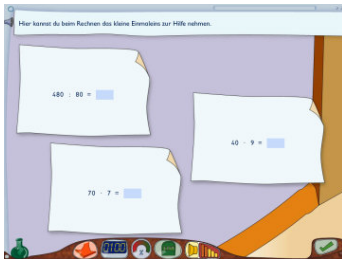 Hier kannst du beim Rechnen das kleine Einmaleins zur Hilfe nehmen.
480 : 80 =
40 · 9 =
70 · 7 =